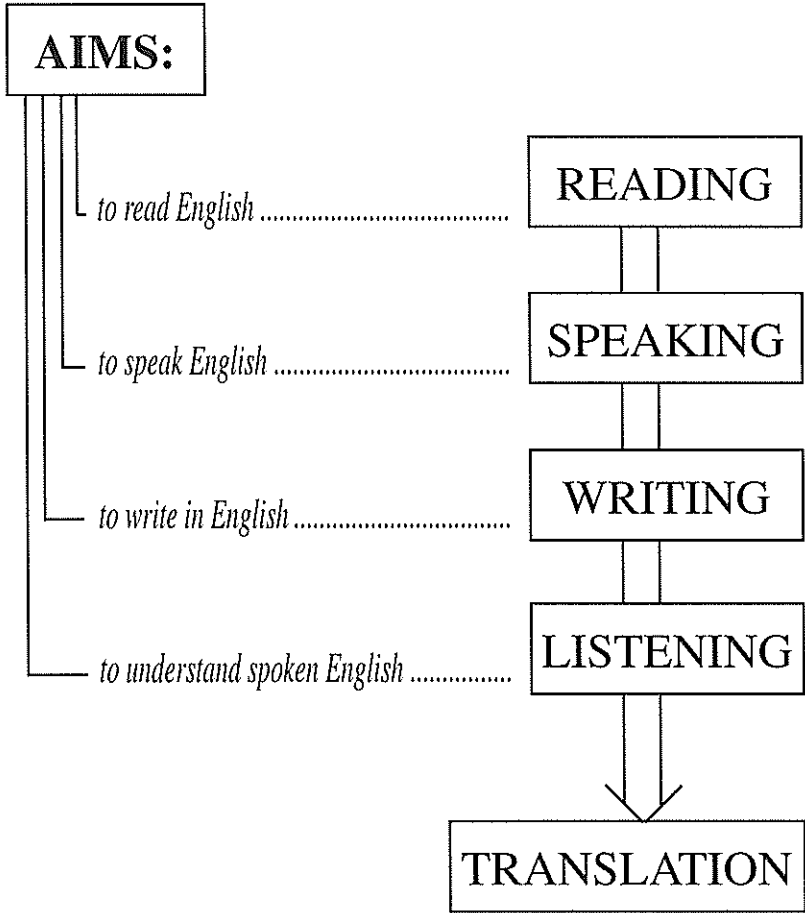 AIMS:
to read English ...................................... READING
to speak English .................................... SPEAKING
to write in English ................................. WRITING
to understand spoken English ............... LISTENING
TRANSLATION